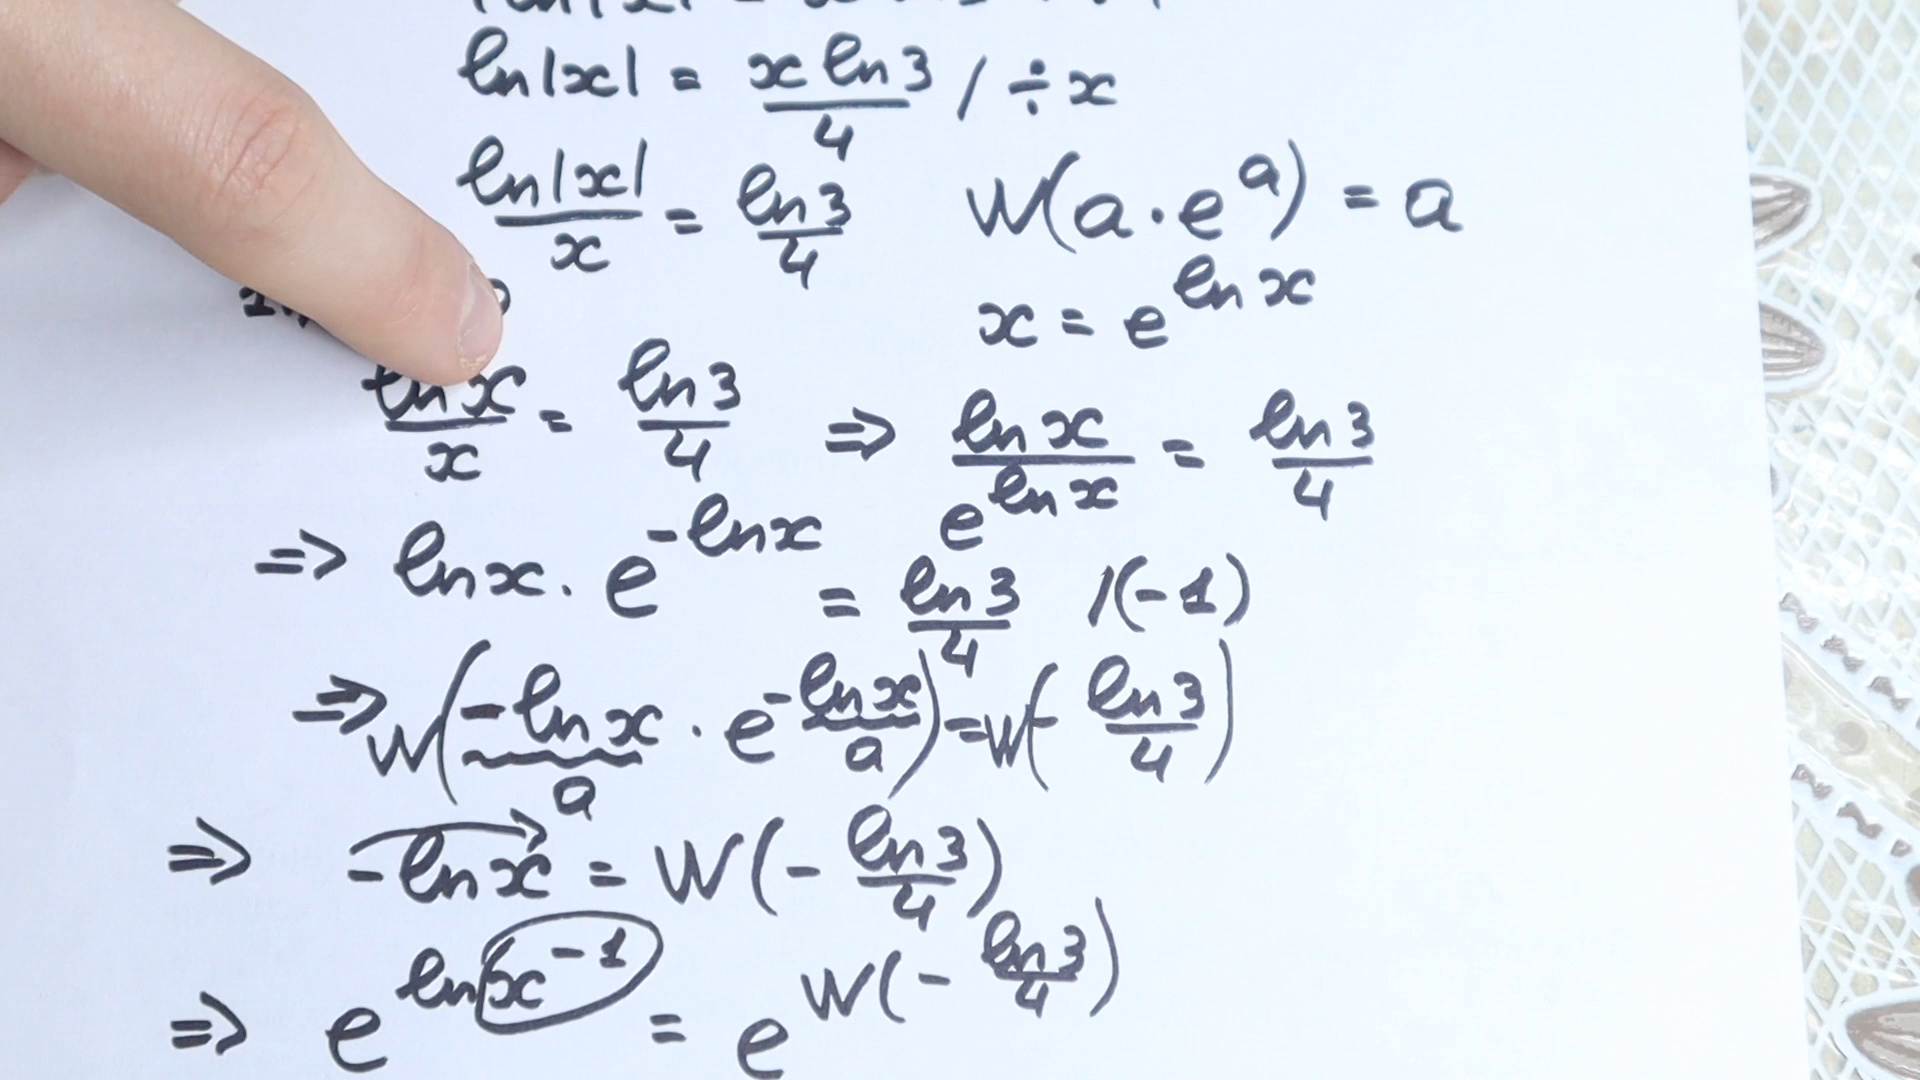 ln|x| = x ln3/4 / ÷ x
ln|x|/x = ln3/4
W(a · e^a) = a
x = e^(ln x)
ln x/x = ln3/4 ⇒ ln x/e^(ln x) = ln3/4
⇒ ln x · e^(-ln x) = ln3/4 /(-1)
⇒ W(-ln x · e^(-ln x)) = W(- ln3/4)
a a
⇒ -ln x = W(- ln3/4)
⇒ e^(ln(x^-1)) = e^(W(- ln3/4))